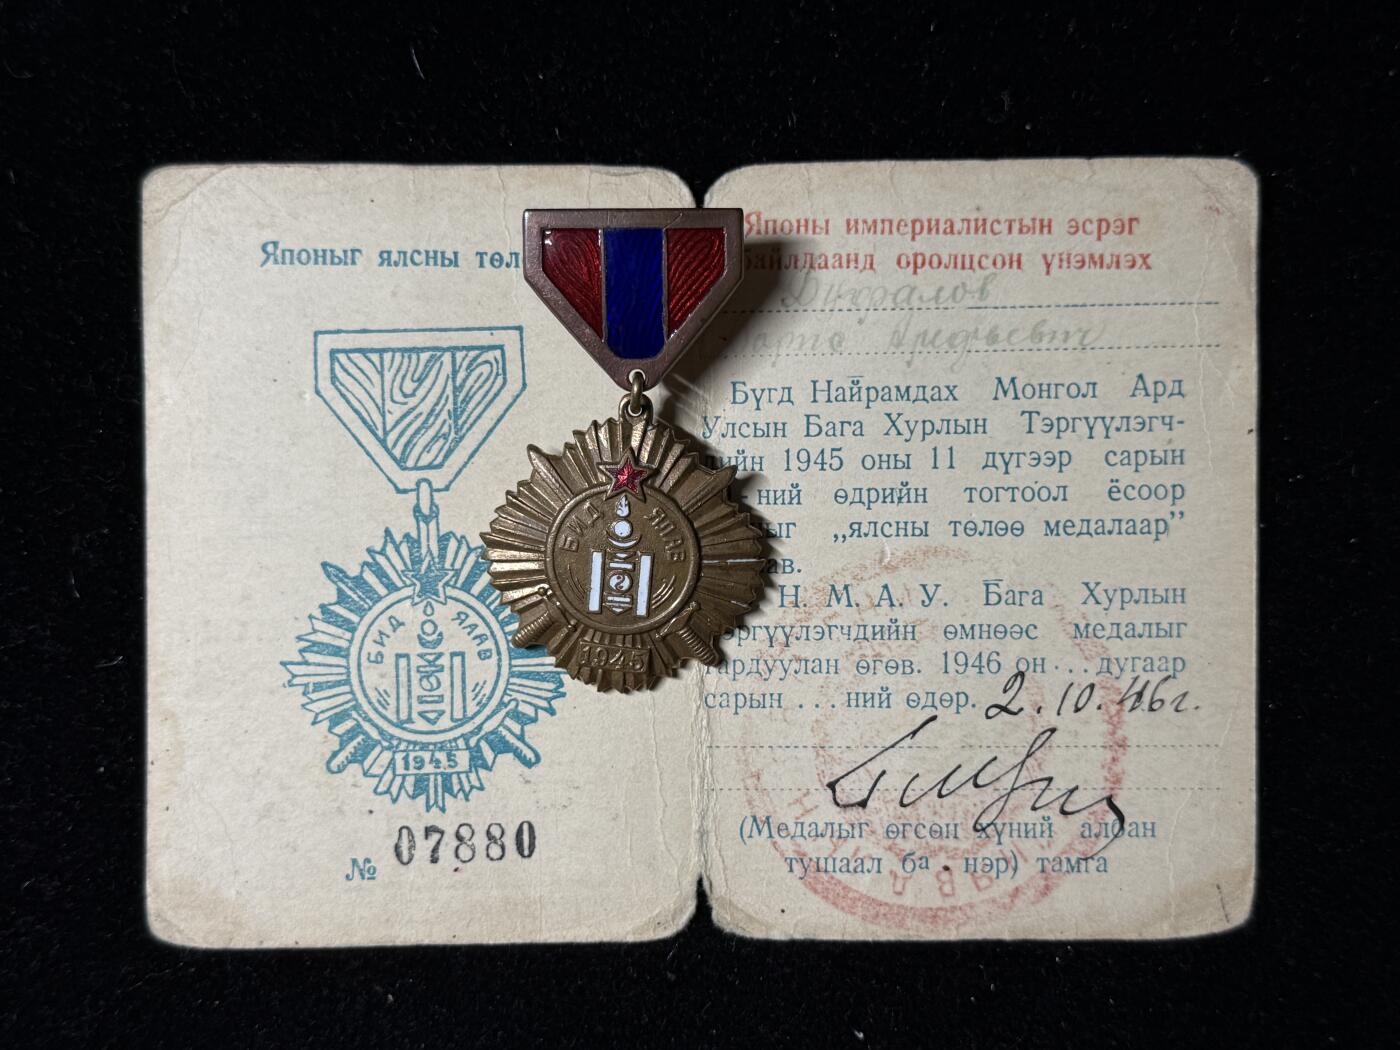 Японыг ялсны төл
БИД ЯЛАВ
1945
№ 07880
БИД ЯЛАВ
1945
Японы империалистын эсрэг
байлдаанд оролцсон үнэмлэх
Бүгд Найрамдах Монгол Ард
Улсын Бага Хурлын Тэргүүлэгч-
дийн 1945 оны 11 дүгээр сарын
-ний өдрийн тогтоол ёсоор
ыг „ялсны төлөө медалаар”
ав.
Н. М. А. У. Бага Хурлын
эргүүлэгчдийн өмнөөс медалыг
гардуулан өгөв. 1946 он ... дугаар
сарын ... ний өдөр. 2.10.46г.
(Медалыг өгсөн хүний албан
тушаал ба нэр) тамга